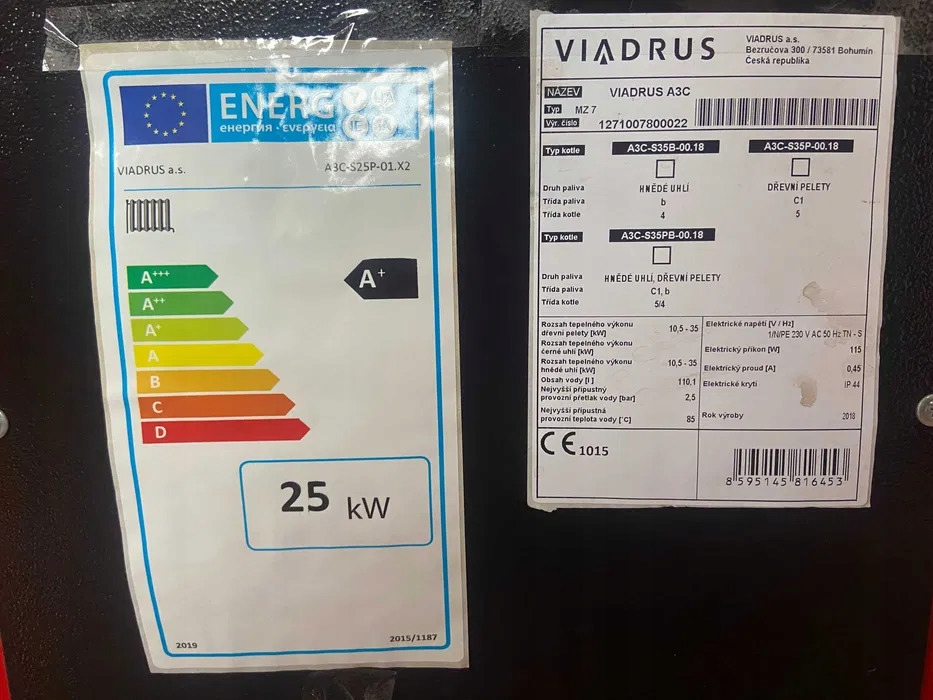 ENERG
енергия · ενεργεια
VIADRUS a.s.
A3C-S25P-01.X2
A+++
A++
A+
A
B
C
D
A+
25 kW
2019
2015/1187
VIADRUS
VIADRUS a.s.
Bezručova 300 / 73581 Bohumín
Česká republika
NÁZEV VIADRUS A3C
Typ MZ 7
Výr. číslo 1271007800022
Typ kotle A3C-S35B-00.18 A3C-S35P-00.18
Druh paliva HNĚDÉ UHLÍ DŘEVNÍ PELETY
Třída paliva b C1
Třída kotle 4 5
Typ kotle A3C-S35PB-00.18
Druh paliva HNĚDÉ UHLÍ, DŘEVNÍ PELETY
Třída paliva C1, b
Třída kotle 5/4
Rozsah tepelného výkonu
dřevní pelety [kW] 10,5 - 35
Rozsah tepelného výkonu
černé uhlí [kW]
Rozsah tepelného výkonu
hnědé uhlí [kW] 10,5 - 35
Obsah vody [l] 110,1
Nejvyšší přípustný
provozní přetlak vody [bar] 2,5
Nejvyšší přípustná
provozní teplota vody [°C] 85
Elektrické napětí [V / Hz]
1/N/PE 230 V AC 50 Hz TN - S
Elektrický příkon [W] 115
Elektrický proud [A] 0,45
Elektrické krytí IP 44
Rok výroby 2018
CE 1015
8 595145 816453